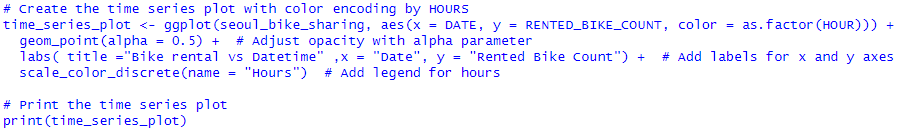 # Create the time series plot with color encoding by HOURS
time_series_plot <- ggplot(seoul_bike_sharing, aes(x = DATE, y = RENTED_BIKE_COUNT, color = as.factor(HOUR))) +
  geom_point(alpha = 0.5) +  # Adjust opacity with alpha parameter
  labs( title ="Bike rental vs Datetime" ,x = "Date", y = "Rented Bike Count") +  # Add labels for x and y axes
  scale_color_discrete(name = "Hours")  # Add legend for hours

# Print the time series plot
print(time_series_plot)